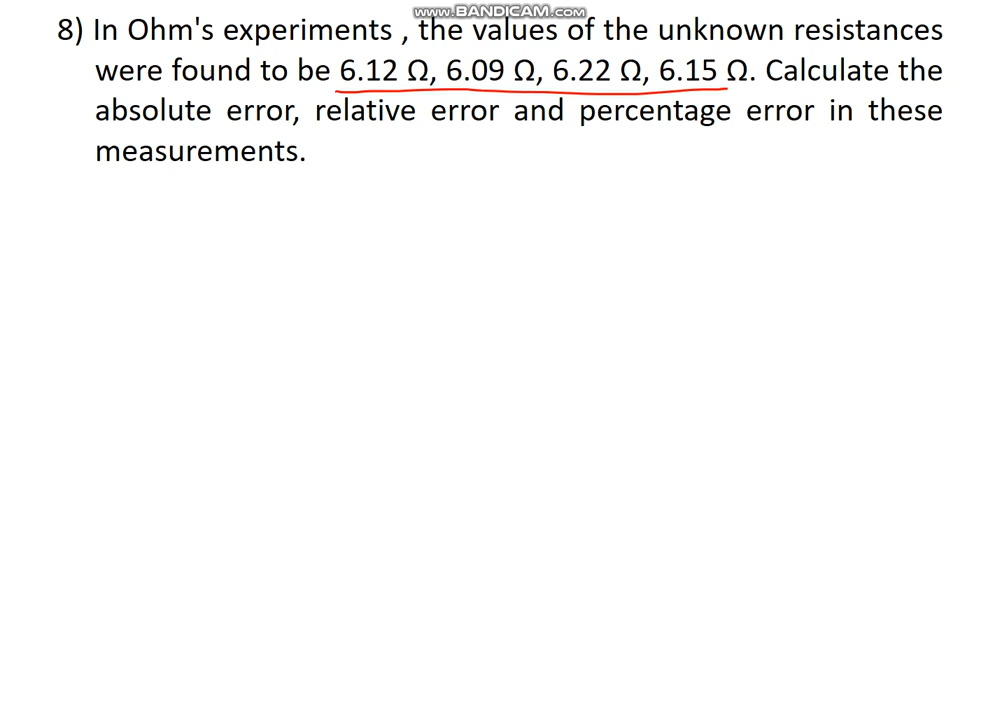 www.BANDICAM.com
8) In Ohm's experiments , the values of the unknown resistances
were found to be 6.12 Ω, 6.09 Ω, 6.22 Ω, 6.15 Ω. Calculate the
absolute error, relative error and percentage error in these
measurements.